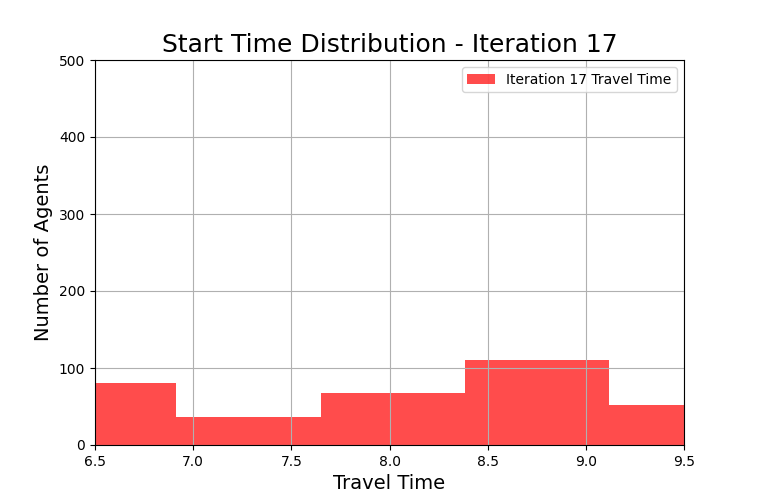 Start Time Distribution - Iteration 17
Iteration 17 Travel Time
Number of Agents
500
400
300
200
100
0
6.5 7.0 7.5 8.0 8.5 9.0 9.5
Travel Time